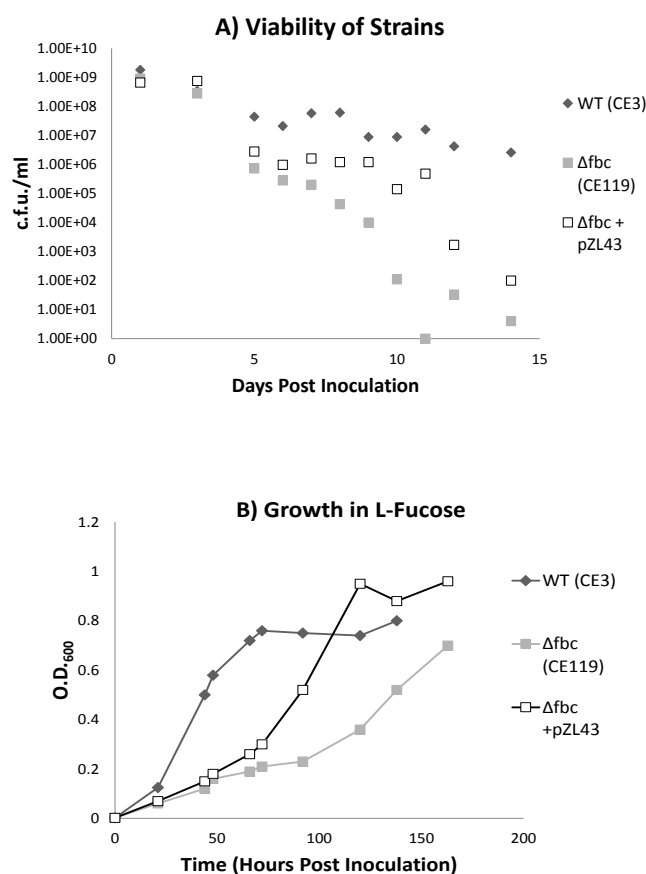 A) Viability of Strains
1.00E+10
1.00E+09
1.00E+08
1.00E+07
1.00E+06
1.00E+05
1.00E+04
1.00E+03
1.00E+02
1.00E+01
1.00E+00
c.f.u./ml
0 5 10 15
Days Post Inoculation
WT (CE3)
Δfbc
(CE119)
Δfbc +
pZL43
B) Growth in L-Fucose
1.2
1
0.8
0.6
0.4
0.2
0
O.D.600
0 50 100 150 200
Time (Hours Post Inoculation)
WT (CE3)
Δfbc
(CE119)
Δfbc
+pZL43